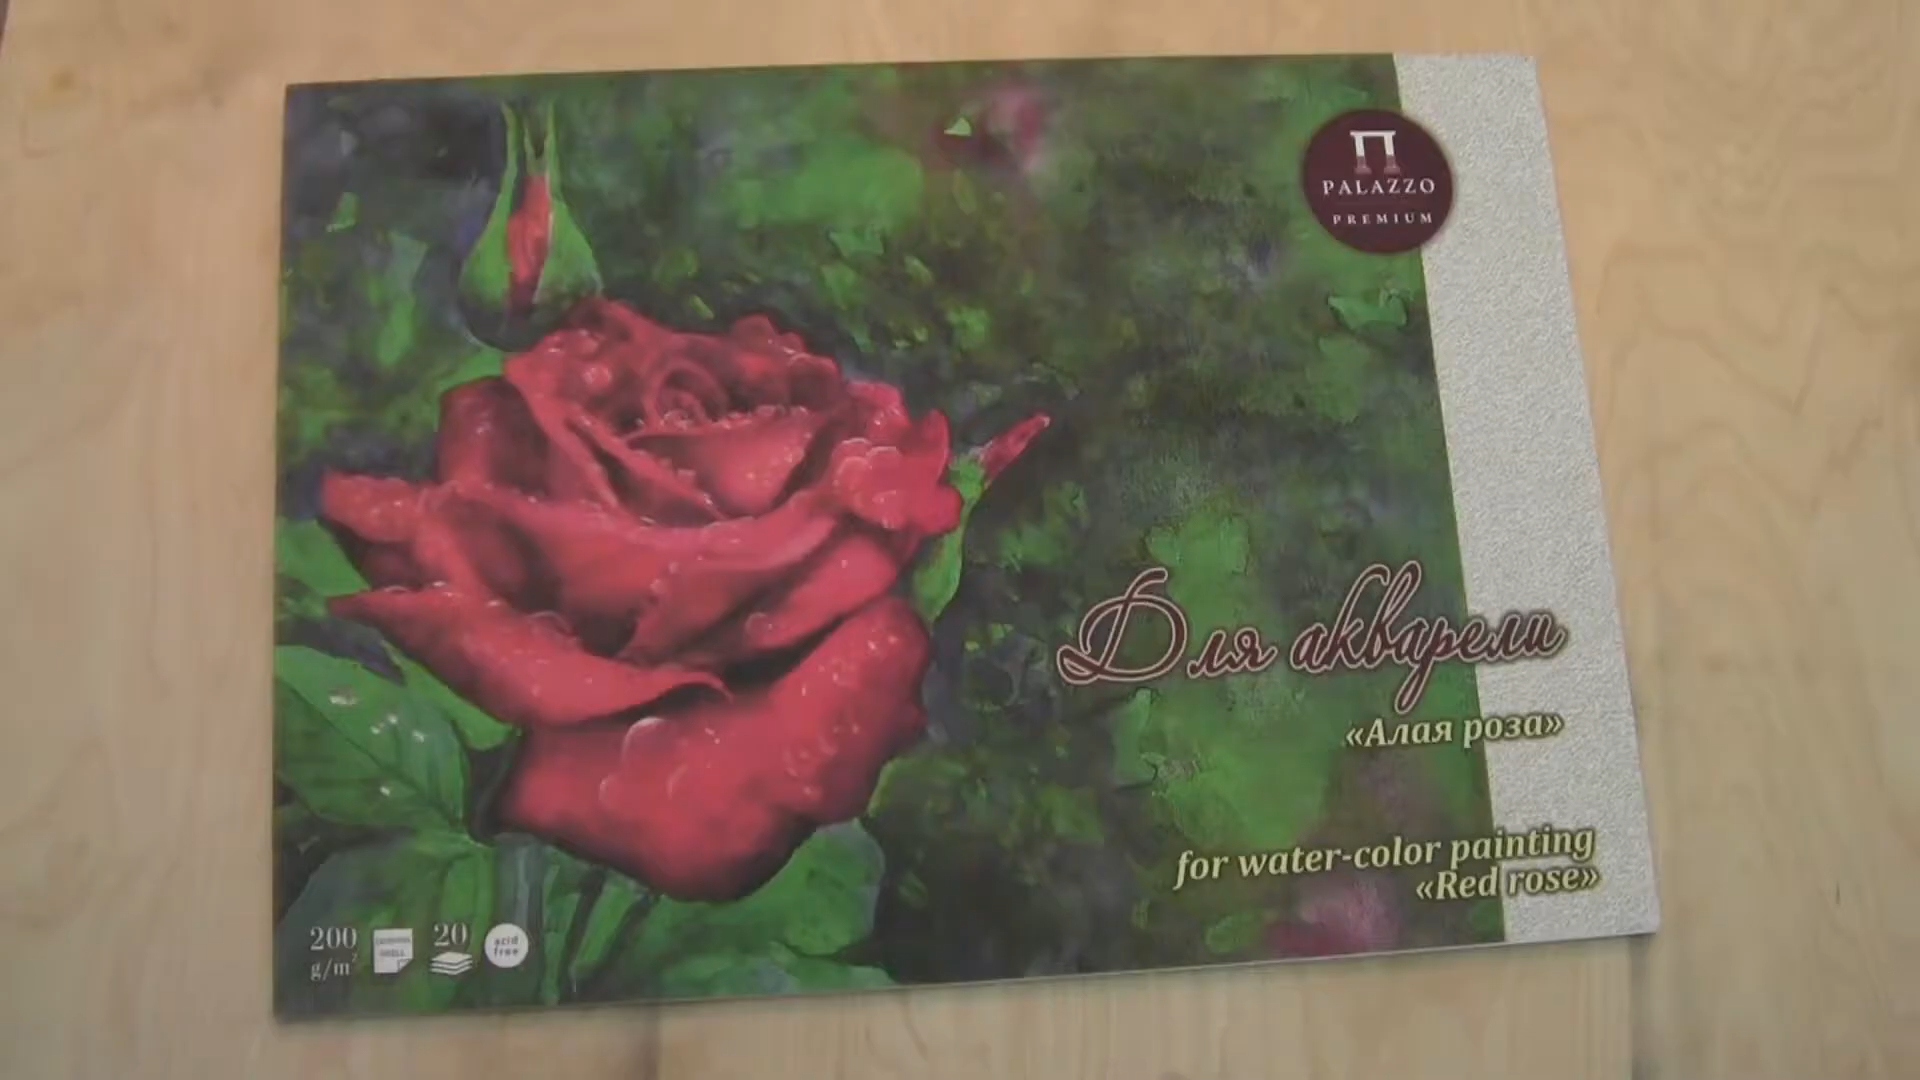 П
PALAZZO
PREMIUM
Для акварели
«Алая роза»
for water-color painting
«Red rose»
200
g/m²
20
acid
free